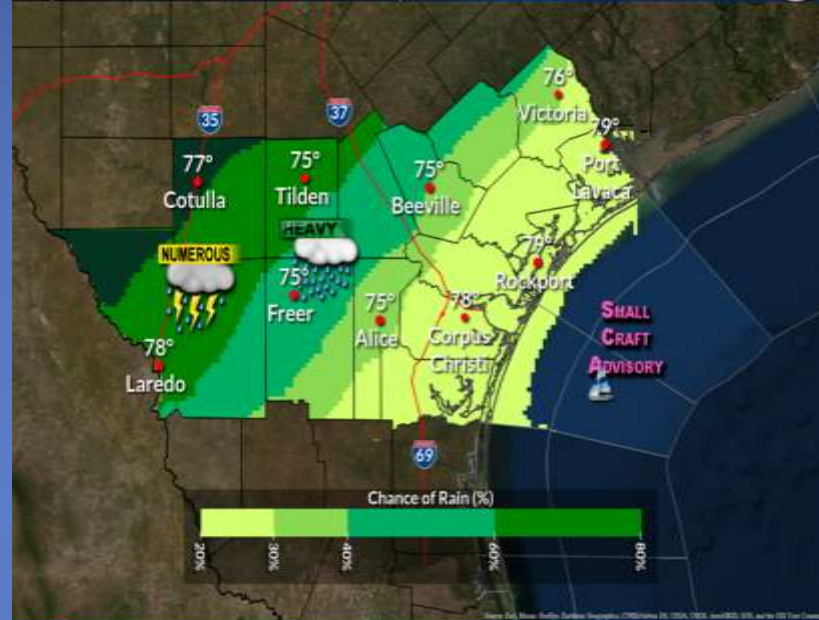 76°
Victoria
79°
Port
Lavaca
35
37
77°
Cotulla
75°
Tilden
75°
Beeville
HEAVY
NUMEROUS
79°
Rockport
75°
Freer
75°
Alice
78°
Corpus
Christi
SMALL
CRAFT
ADVISORY
78°
Laredo
69
Chance of Rain (%)
20%
30%
40%
60%
80%